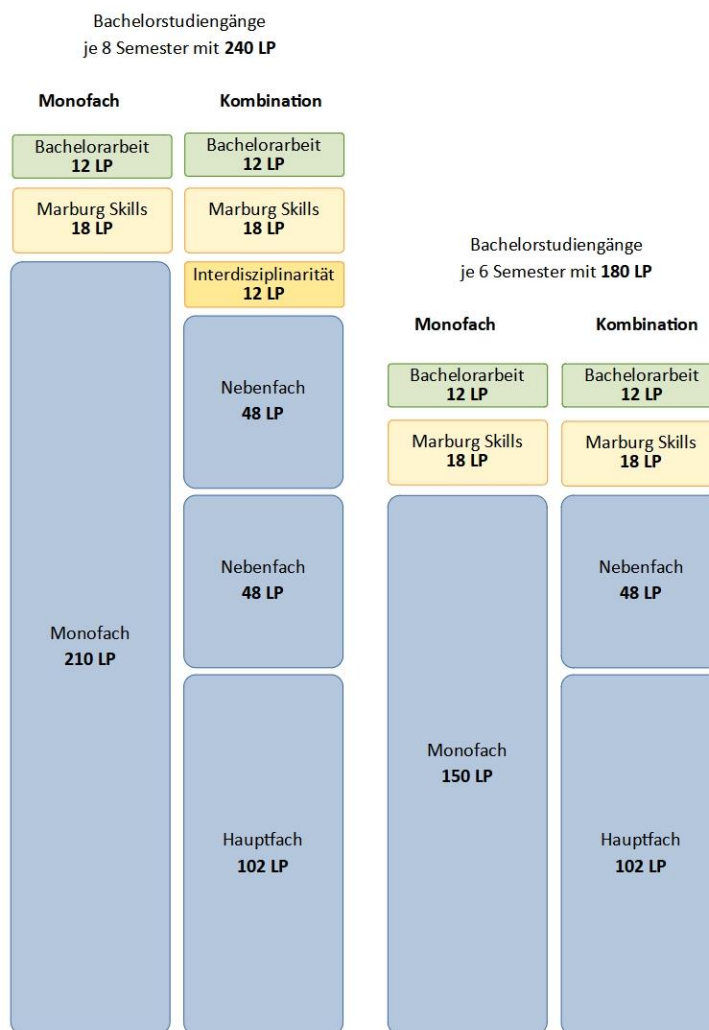 Bachelorstudiengänge
je 8 Semester mit 240 LP
Monofach
Bachelorarbeit
12 LP
Marburg Skills
18 LP
Monofach
210 LP
Kombination
Bachelorarbeit
12 LP
Marburg Skills
18 LP
Interdisziplinarität
12 LP
Nebenfach
48 LP
Nebenfach
48 LP
Hauptfach
102 LP
Bachelorstudiengänge
je 6 Semester mit 180 LP
Monofach
Bachelorarbeit
12 LP
Marburg Skills
18 LP
Monofach
150 LP
Kombination
Bachelorarbeit
12 LP
Marburg Skills
18 LP
Nebenfach
48 LP
Hauptfach
102 LP